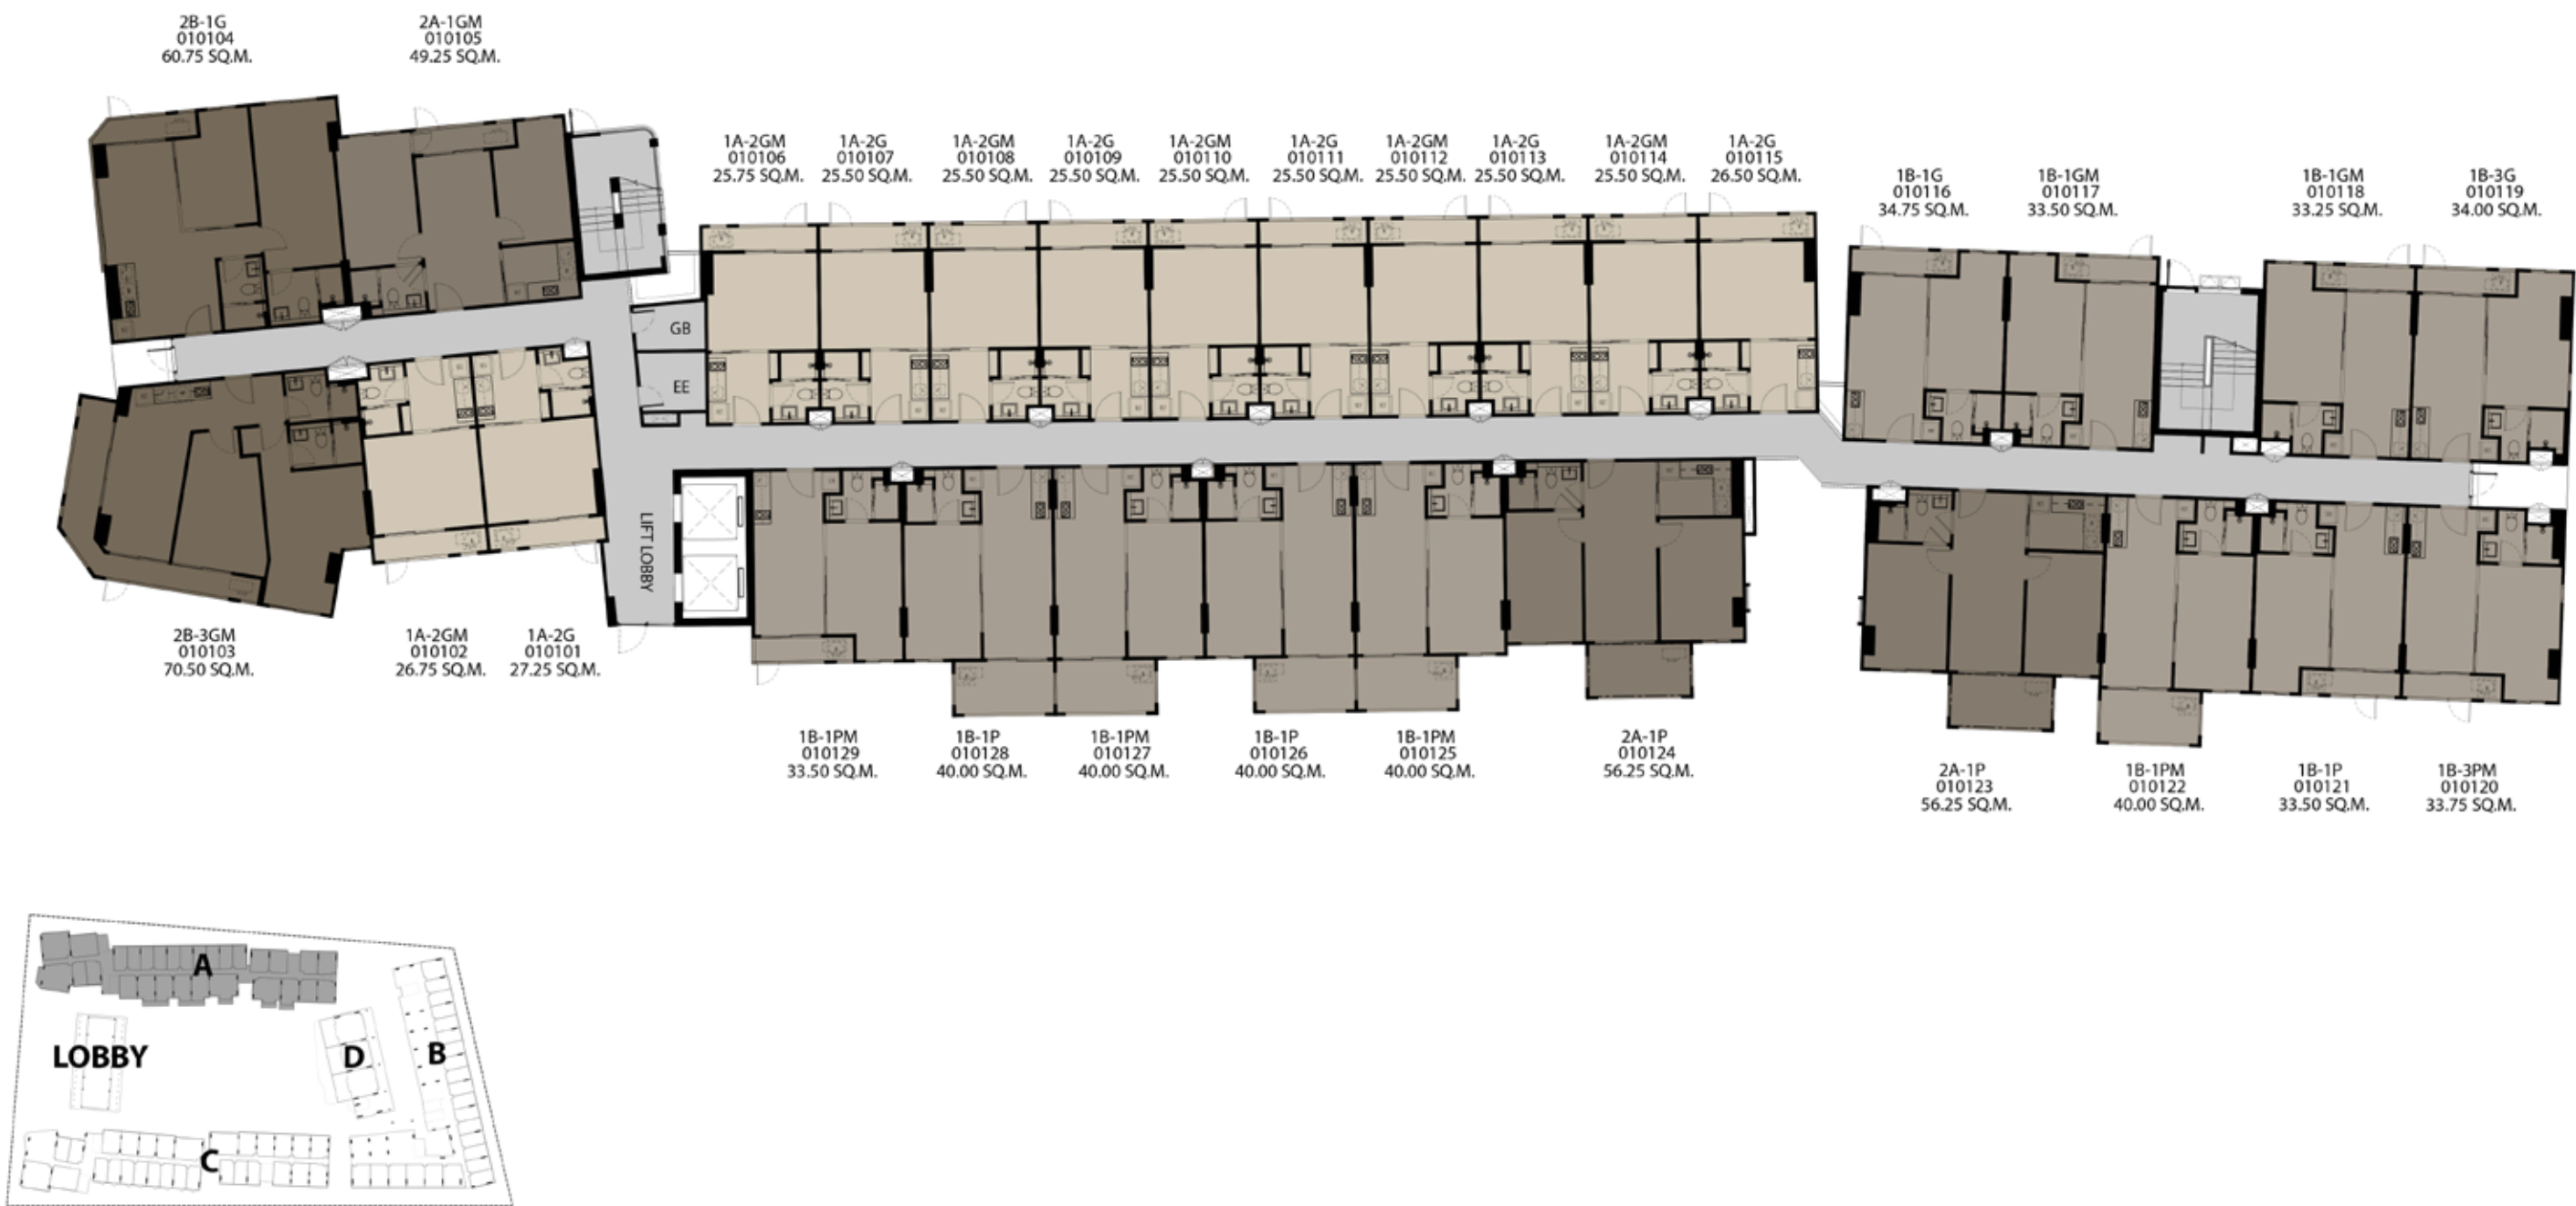 2B-1G
010104
60.75 SQ.M.
2A-1GM
010105
49.25 SQ.M.
1A-2GM
010106
25.75 SQ.M.
1A-2G
010107
25.50 SQ.M.
1A-2GM
010108
25.50 SQ.M.
1A-2G
010109
25.50 SQ.M.
1A-2GM
010110
25.50 SQ.M.
1A-2G
010111
25.50 SQ.M.
1A-2GM
010112
25.50 SQ.M.
1A-2G
010113
25.50 SQ.M.
1A-2GM
010114
25.50 SQ.M.
1A-2G
010115
26.50 SQ.M.
1B-1G
010116
34.75 SQ.M.
1B-1GM
010117
33.50 SQ.M.
1B-1GM
010118
33.25 SQ.M.
1B-3G
010119
34.00 SQ.M.
GB
EE
LIFT LOBBY
2B-3GM
010103
70.50 SQ.M.
1A-2GM
010102
26.75 SQ.M.
1A-2G
010101
27.25 SQ.M.
1B-1PM
010129
33.50 SQ.M.
1B-1P
010128
40.00 SQ.M.
1B-1PM
010127
40.00 SQ.M.
1B-1P
010126
40.00 SQ.M.
1B-1PM
010125
40.00 SQ.M.
2A-1P
010124
56.25 SQ.M.
2A-1P
010123
56.25 SQ.M.
1B-1PM
010122
40.00 SQ.M.
1B-1P
010121
33.50 SQ.M.
1B-3PM
010120
33.75 SQ.M.
A
LOBBY
D
B
C